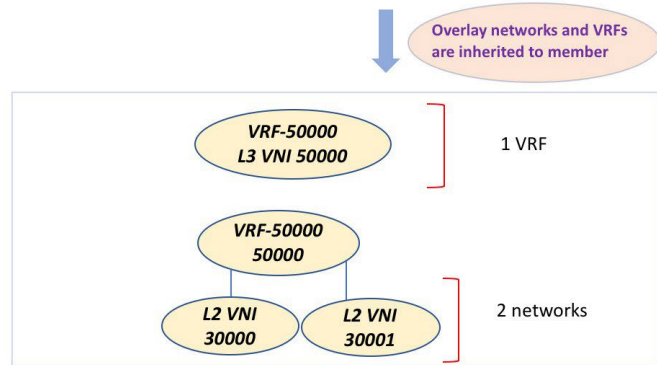 Overlay networks and VRFs
are inherited to member
VRF-50000
L3 VNI 50000
1 VRF
VRF-50000
50000
L2 VNI
30000
L2 VNI
30001
2 networks